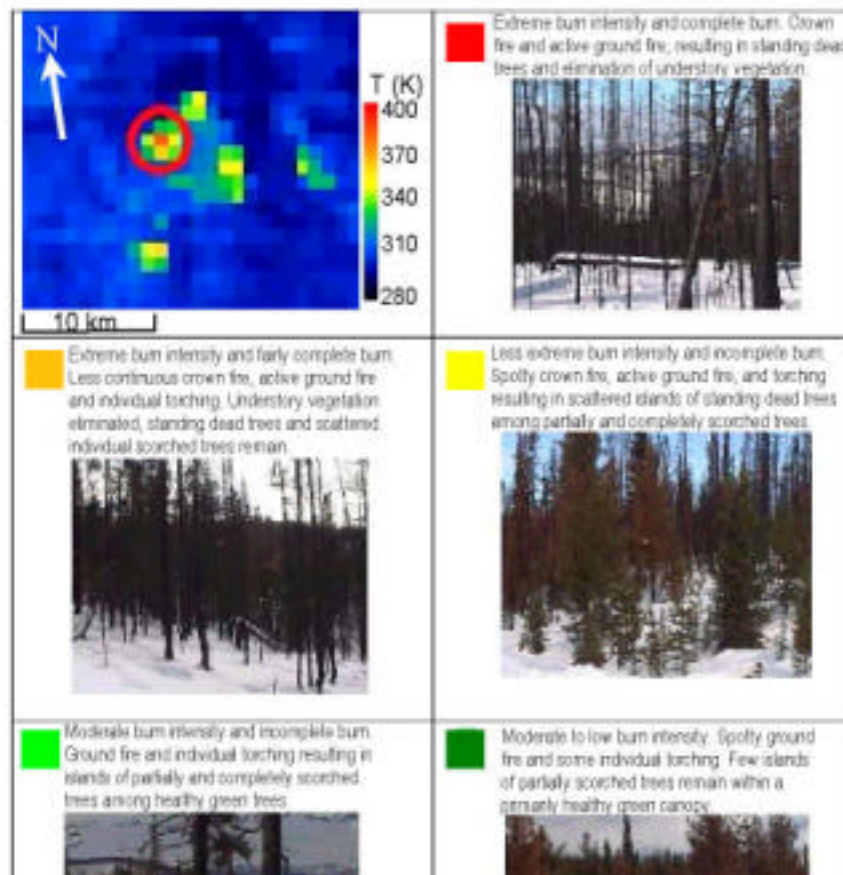 N
T (K)
400
370
340
310
280
10 km
Extreme burn intensity and complete burn. Crown
fire and active ground fire, resulting in standing dead
trees and elimination of understory vegetation.
Extreme burn intensity and fairly complete burn.
Less continuous crown fire, active ground fire
and individual torching. Understory vegetation
eliminated, standing dead trees and scattered
individual scorched trees remain.
Less extreme burn intensity and incomplete burn.
Spotty crown fire, active ground fire, and torching
resulting in scattered islands of standing dead trees
among partially and completely scorched trees.
Moderate burn intensity and incomplete burn.
Ground fire and individual torching resulting in
islands of partially and completely scorched
trees among healthy green trees.
Moderate to low burn intensity. Spotty ground
fire and some individual torching. Few islands
of partially scorched trees remain within a
primarily healthy green canopy.